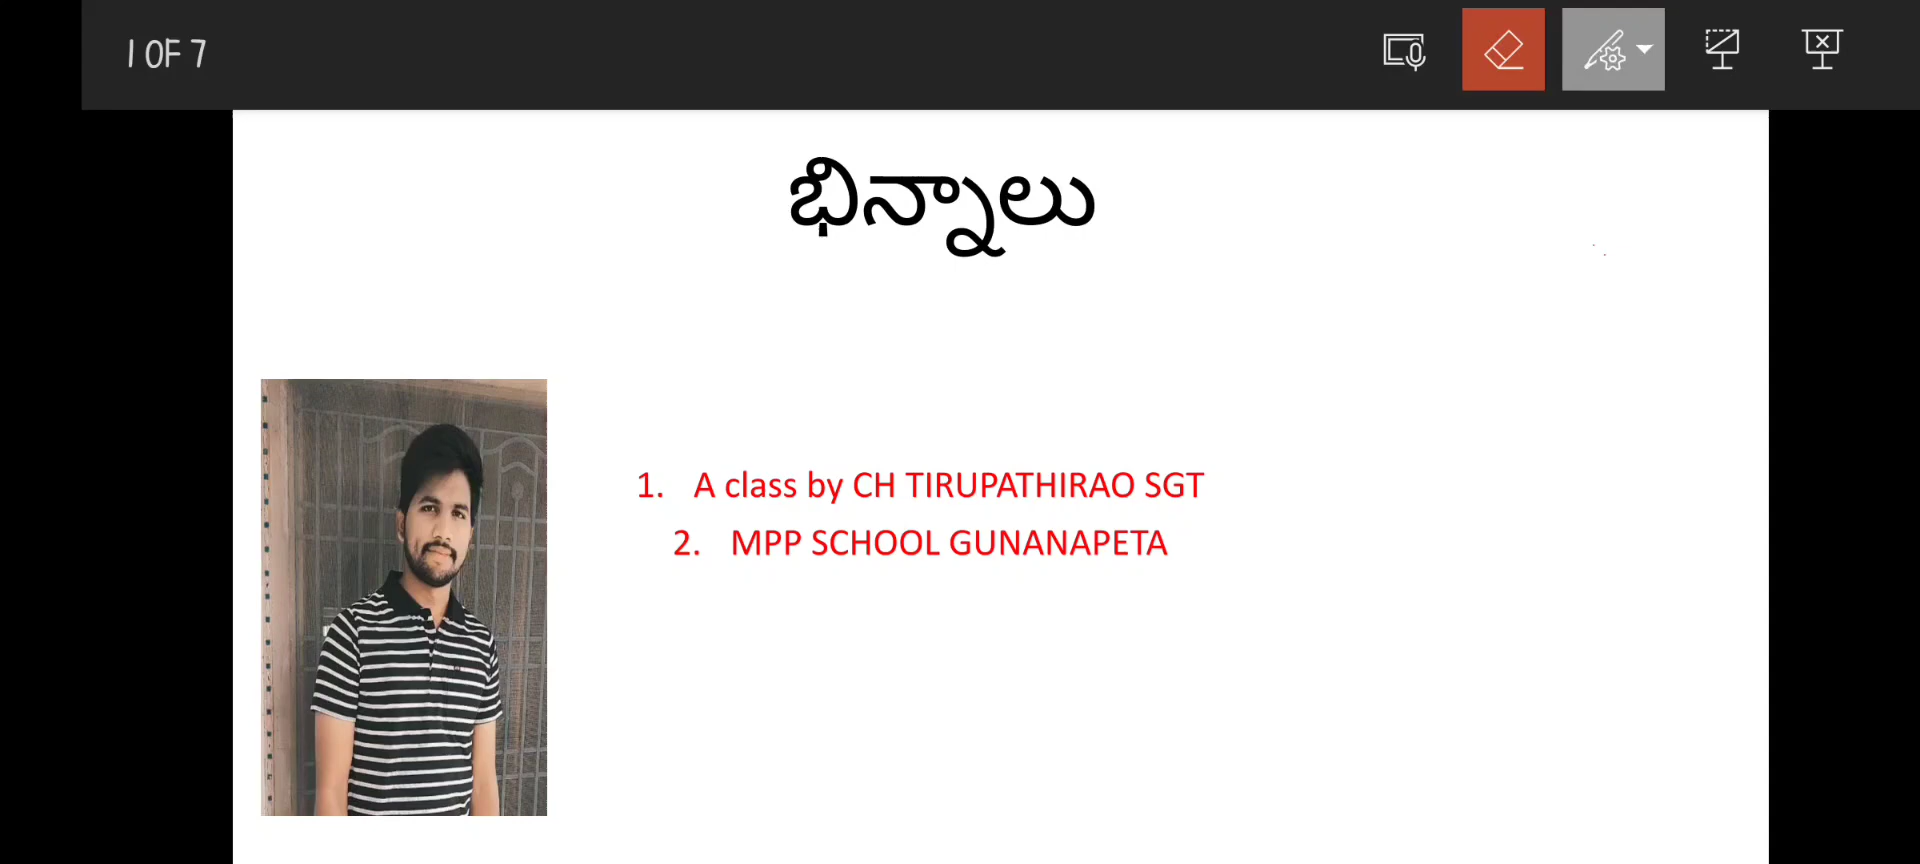 1 OF 7
భిన్నాలు
1. A class by CH TIRUPATHIRAO SGT
2. MPP SCHOOL GUNANAPETA